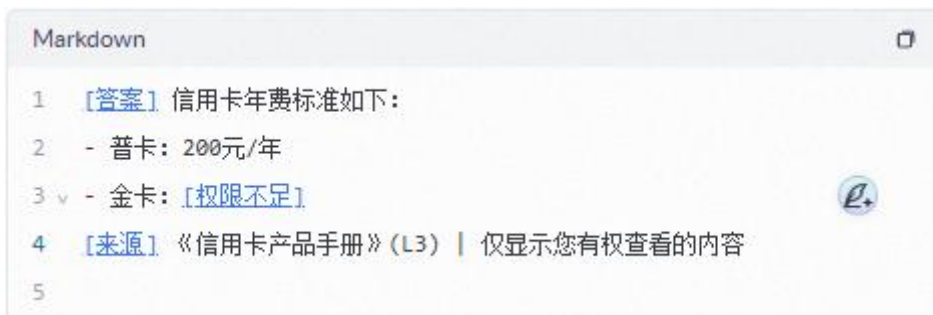 Markdown
1 [答案] 信用卡年费标准如下:
2 - 普卡: 200元/年
3 - 金卡: [权限不足]
4 [来源] 《信用卡产品手册》(L3) | 仅显示您有权查看的内容
5